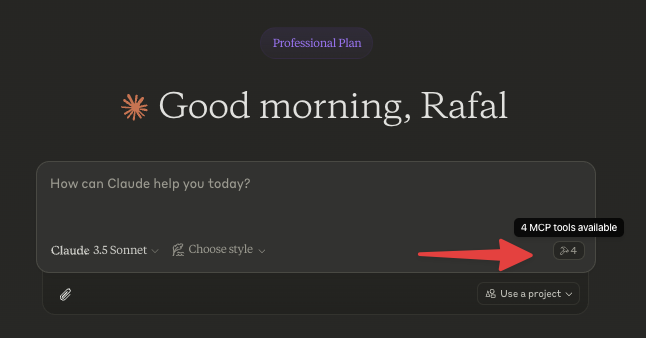 Professional Plan
Good morning, Rafal
How can Claude help you today?
4 MCP tools available
Claude 3.5 Sonnet
Choose style
4
Use a project